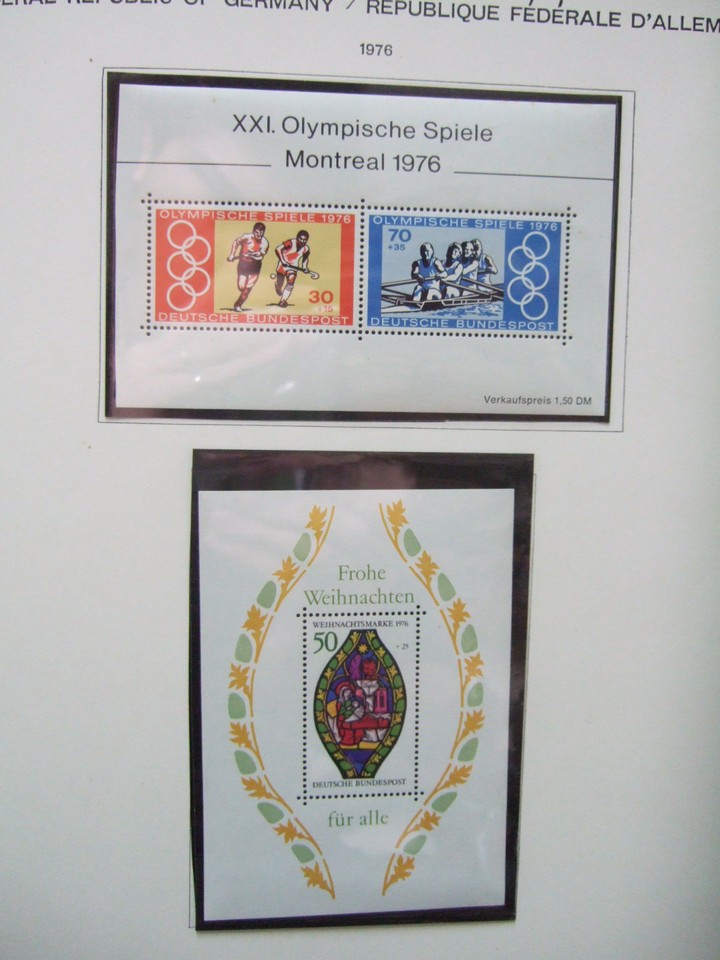 REPUBLIC OF GERMANY / RÉPUBLIQUE FÉDÉRALE
1976
XXI. Olympische Spiele
Montreal 1976
OLYMPISCHE SPIELE 1976
30
+15
DEUTSCHE BUNDESPOST
OLYMPISCHE SPIELE 1976
70
+35
DEUTSCHE BUNDESPOST
Verkaufspreis 1,50 DM
Frohe
Weihnachten
WEIHNACHTSMARKE 1976
50
+25
DEUTSCHE BUNDESPOST
für alle